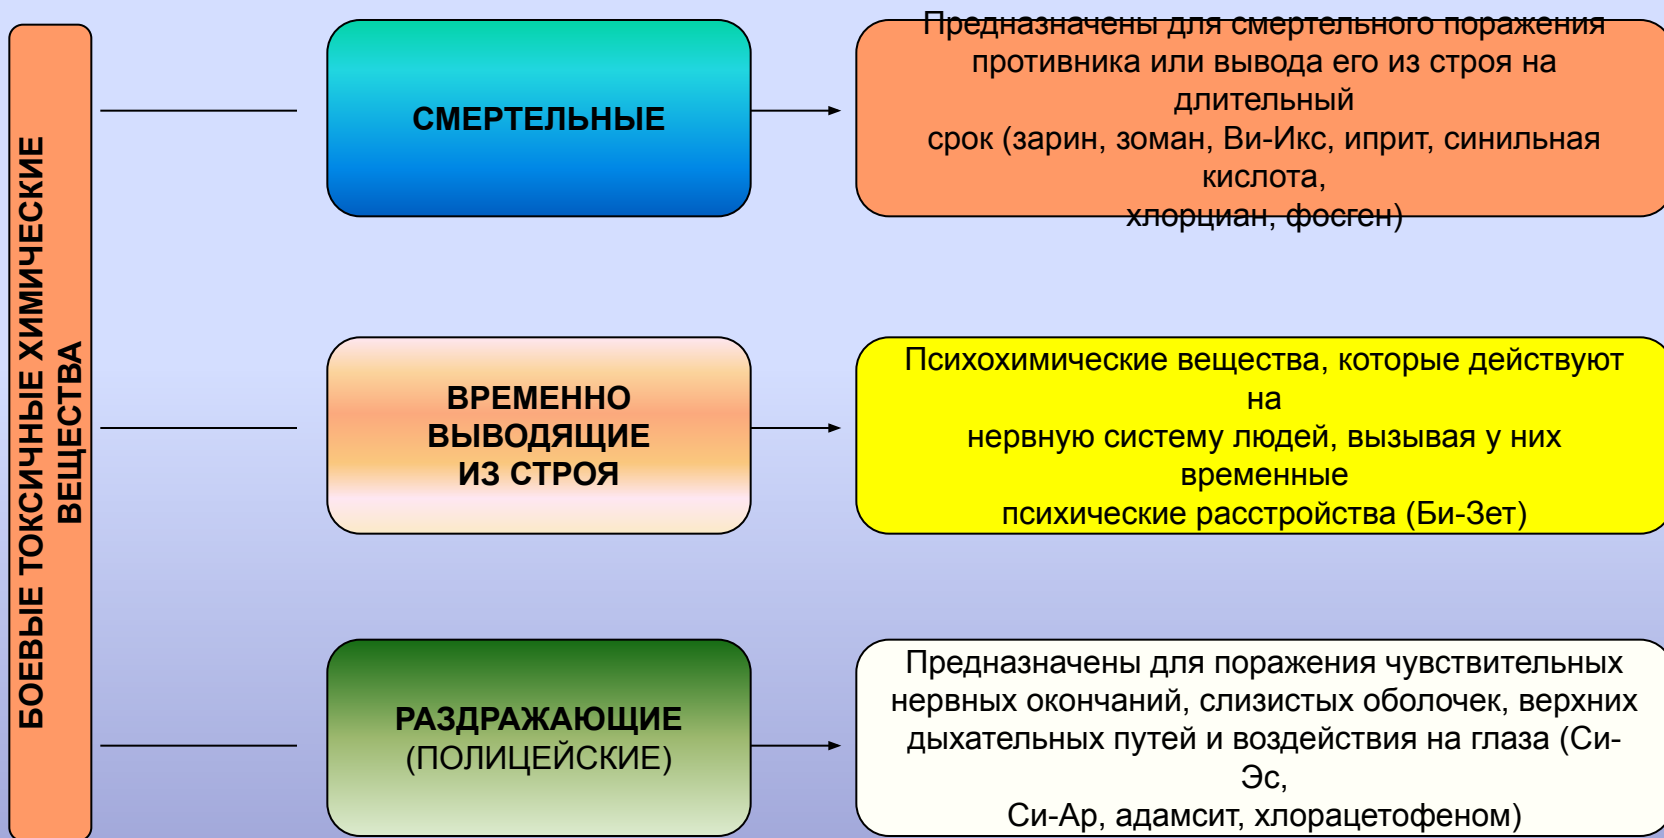 БОЕВЫЕ ТОКСИЧНЫЕ ХИМИЧЕСКИЕ
ВЕЩЕСТВА
СМЕРТЕЛЬНЫЕ
Предназначены для смертельного поражения
противника или вывода его из строя на
длительный
срок (зарин, зоман, Ви-Икс, иприт, синильная
кислота,
хлорциан, фосген)
ВРЕМЕННО
ВЫВОДЯЩИЕ
ИЗ СТРОЯ
Психохимические вещества, которые действуют
на
нервную систему людей, вызывая у них
временные
психические расстройства (Би-Зет)
РАЗДРАЖАЮЩИЕ
(ПОЛИЦЕЙСКИЕ)
Предназначены для поражения чувствительных
нервных окончаний, слизистых оболочек, верхних
дыхательных путей и воздействия на глаза (Си-
Эс,
Си-Ар, адамсит, хлорацетофеном)